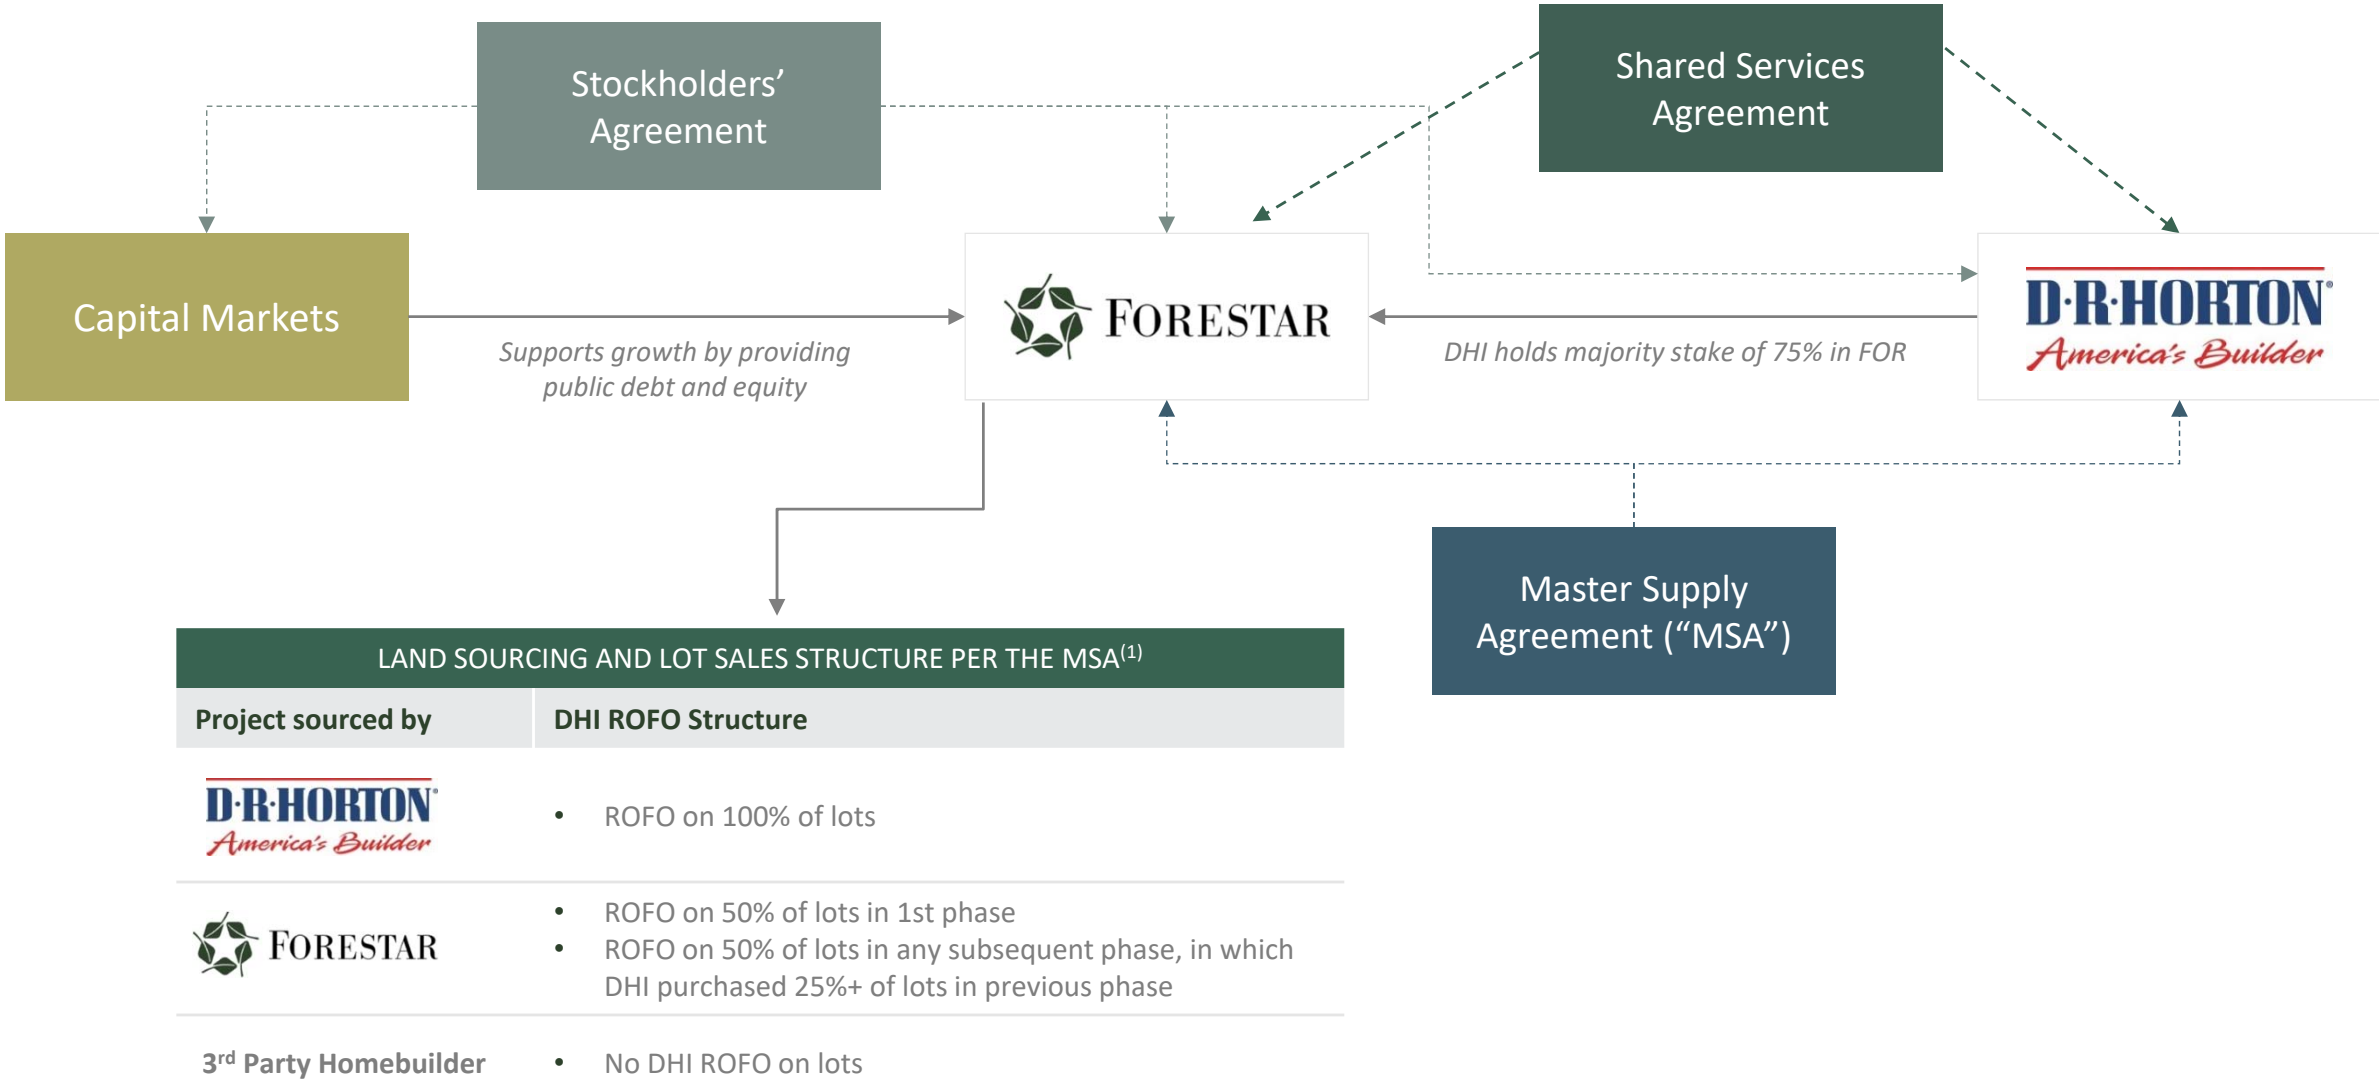 Stockholders’
Agreement
Shared Services
Agreement
Capital Markets
Supports growth by providing
public debt and equity
FORESTAR
DHI holds majority stake of 75% in FOR
D·R·HORTON®
America's Builder
Master Supply
Agreement (“MSA”)
LAND SOURCING AND LOT SALES STRUCTURE PER THE MSA(1)
Project sourced by
DHI ROFO Structure
D·R·HORTON®
America's Builder
• ROFO on 100% of lots
FORESTAR
• ROFO on 50% of lots in 1st phase
• ROFO on 50% of lots in any subsequent phase, in which
DHI purchased 25%+ of lots in previous phase
3rd Party Homebuilder
• No DHI ROFO on lots